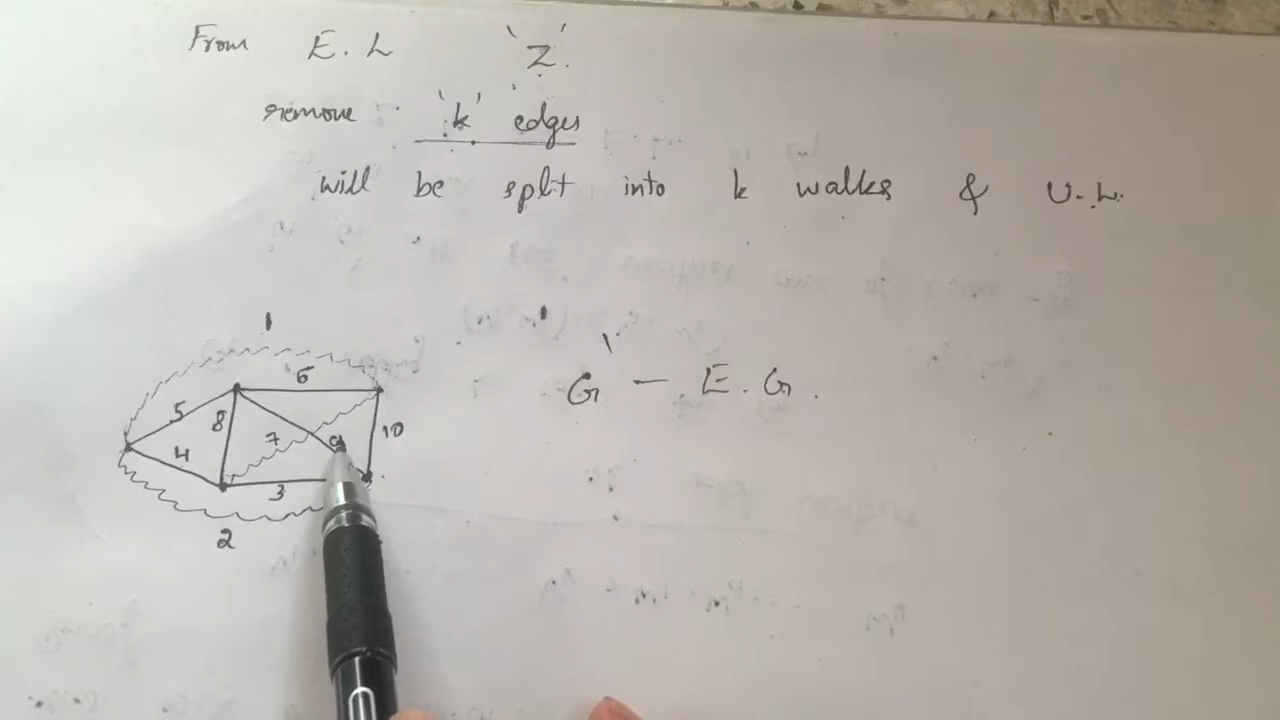 From E.L 'Z'.
remove 'k' edges
will be split into k walks & U.L.
1
G' — E.G.
6
5 8 10
4 7 9
3
2